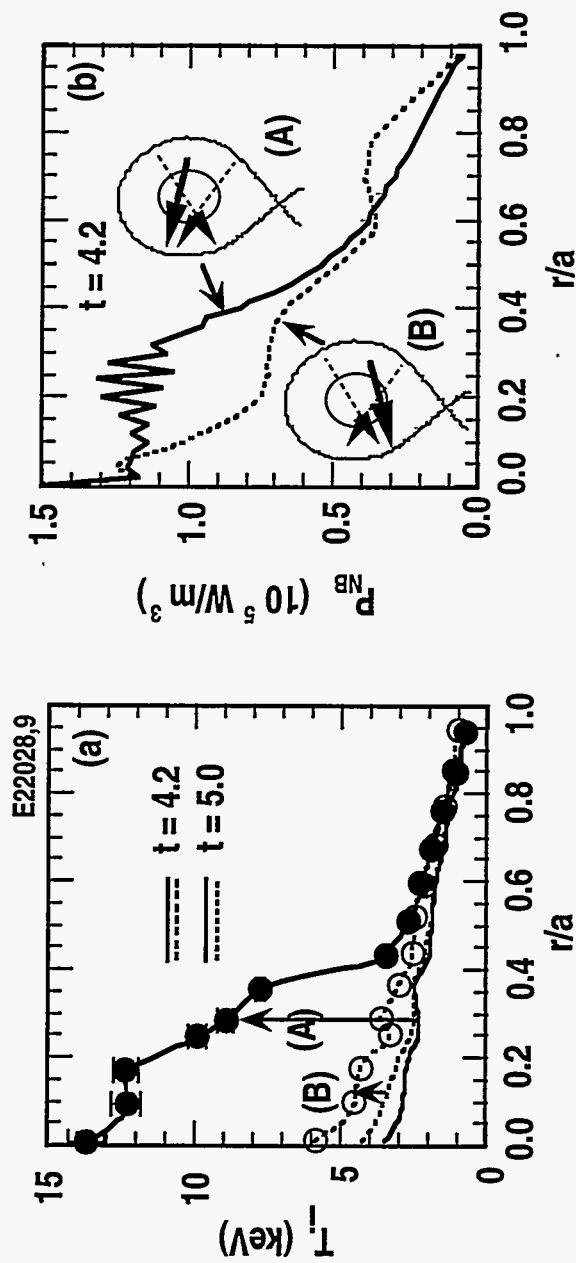 E22028,9
(a)
t = 4.2
t = 5.0
(A)
(B)
15
10
5
0
T_i (keV)
0.0 0.2 0.4 0.6 0.8 1.0
r/a
(b)
t = 4.2
(A)
(B)
1.5
1.0
0.5
0.0
P_NB (10^5 W/m^3)
0.0 0.2 0.4 0.6 0.8 1.0
r/a